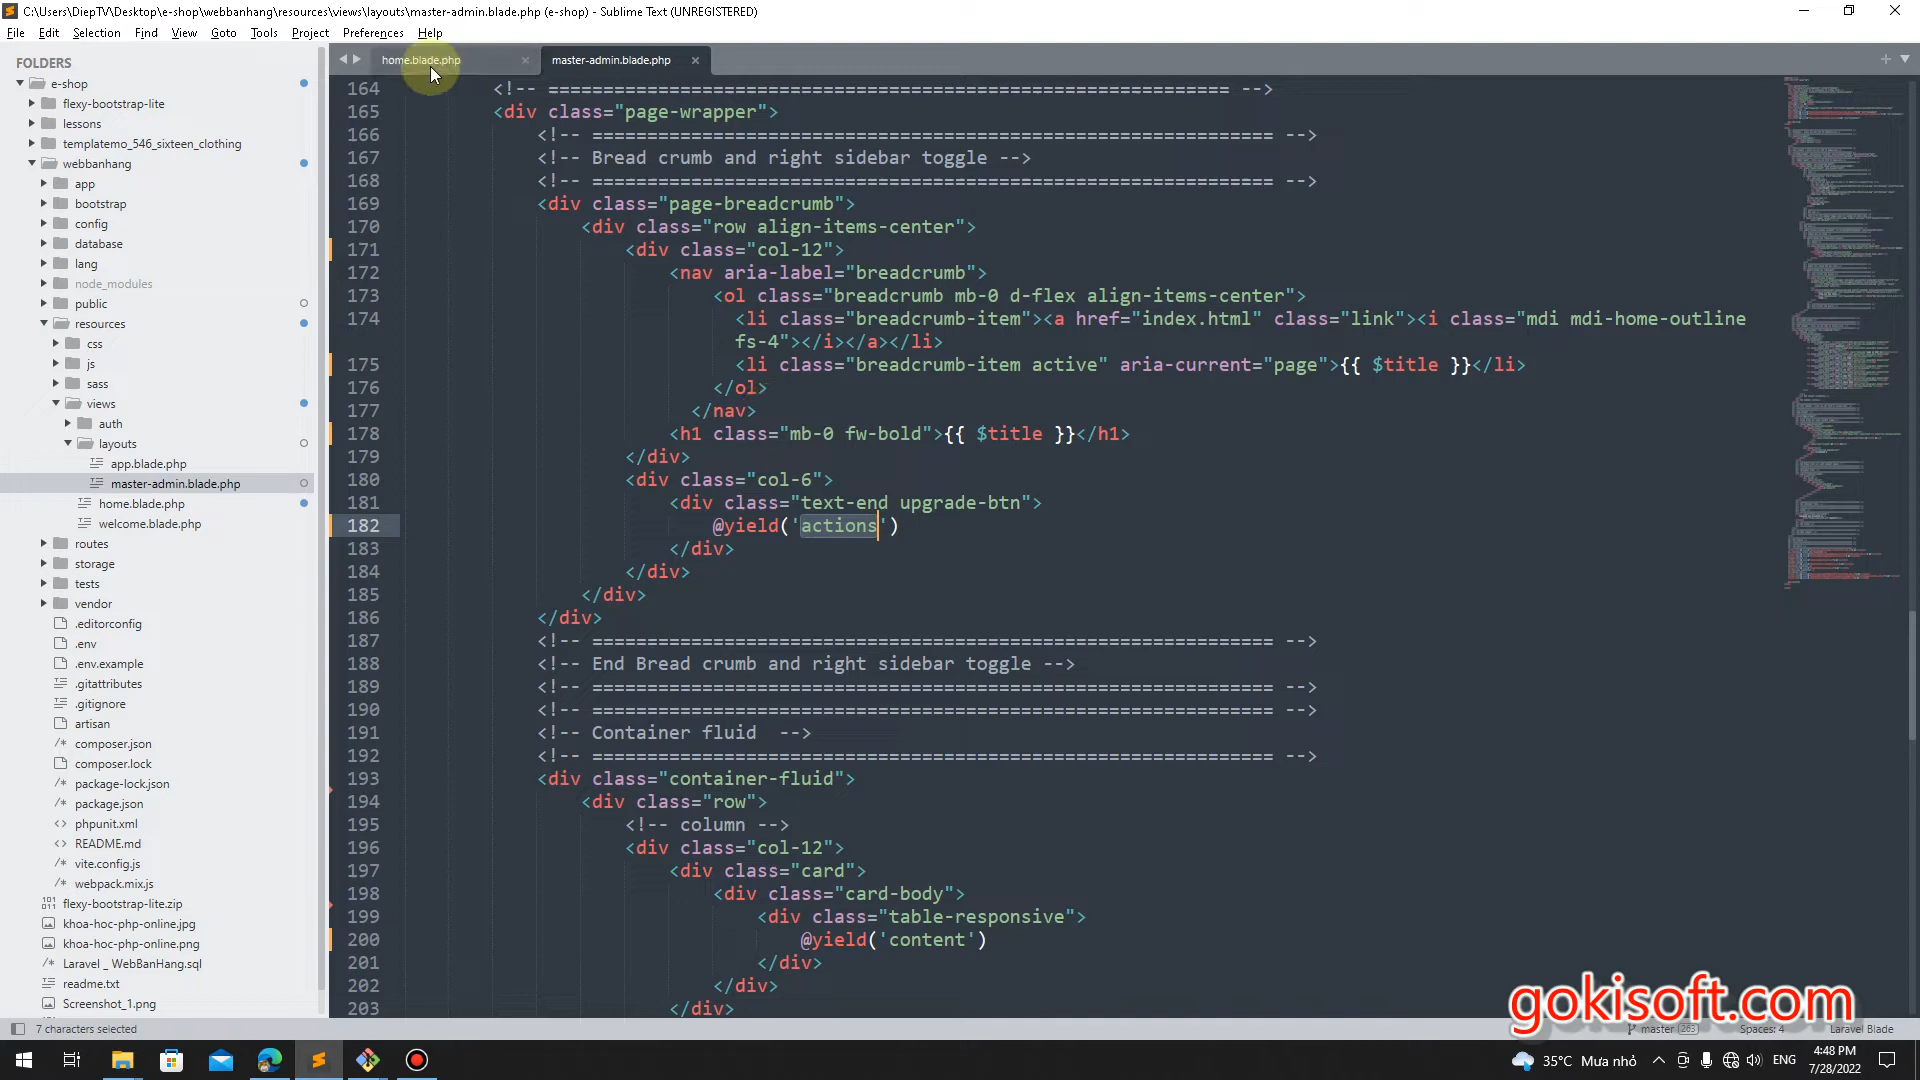 C:\Users\DiepTV\Desktop\e-shop\webbanhang\resources\views\layouts\master-admin.blade.php (e-shop) - Sublime Text (UNREGISTERED)
File Edit Selection Find View Goto Tools Project Preferences Help
FOLDERS
e-shop
flexy-bootstrap-lite
lessons
templatemo_546_sixteen_clothing
webbanhang
app
bootstrap
config
database
lang
node_modules
public
resources
css
js
sass
views
auth
layouts
app.blade.php
master-admin.blade.php
home.blade.php
welcome.blade.php
routes
storage
tests
vendor
.editorconfig
.env
.env.example
.gitattributes
.gitignore
artisan
composer.json
composer.lock
package-lock.json
package.json
phpunit.xml
README.md
vite.config.js
webpack.mix.js
flexy-bootstrap-lite.zip
khoa-hoc-php-online.jpg
khoa-hoc-php-online.png
Laravel _ WebBanHang.sql
readme.txt
Screenshot_1.png
home.blade.php master-admin.blade.php
164 <!-- ============================================================== -->
165 <div class="page-wrapper">
166 <!-- ============================================================== -->
167 <!-- Bread crumb and right sidebar toggle -->
168 <!-- ============================================================== -->
169 <div class="page-breadcrumb">
170 <div class="row align-items-center">
171 <div class="col-12">
172 <nav aria-label="breadcrumb">
173 <ol class="breadcrumb mb-0 d-flex align-items-center">
174 <li class="breadcrumb-item"><a href="index.html" class="link"><i class="mdi mdi-home-outline
fs-4"></i></a></li>
175 <li class="breadcrumb-item active" aria-current="page">{{ $title }}</li>
176 </ol>
177 </nav>
178 <h1 class="mb-0 fw-bold">{{ $title }}</h1>
179 </div>
180 <div class="col-6">
181 <div class="text-end upgrade-btn">
182 @yield('actions')
183 </div>
184 </div>
185 </div>
186 </div>
187 <!-- ============================================================== -->
188 <!-- End Bread crumb and right sidebar toggle -->
189 <!-- ============================================================== -->
190 <!-- ============================================================== -->
191 <!-- Container fluid  -->
192 <!-- ============================================================== -->
193 <div class="container-fluid">
194 <div class="row">
195 <!-- column -->
196 <div class="col-12">
197 <div class="card">
198 <div class="card-body">
199 <div class="table-responsive">
200 @yield('content')
201 </div>
202 </div>
203 </div>
gokisoft.com
7 characters selected
master 263 Spaces: 4 Laravel Blade
35°C Mưa nhỏ ENG 4:48 PM
7/28/2022